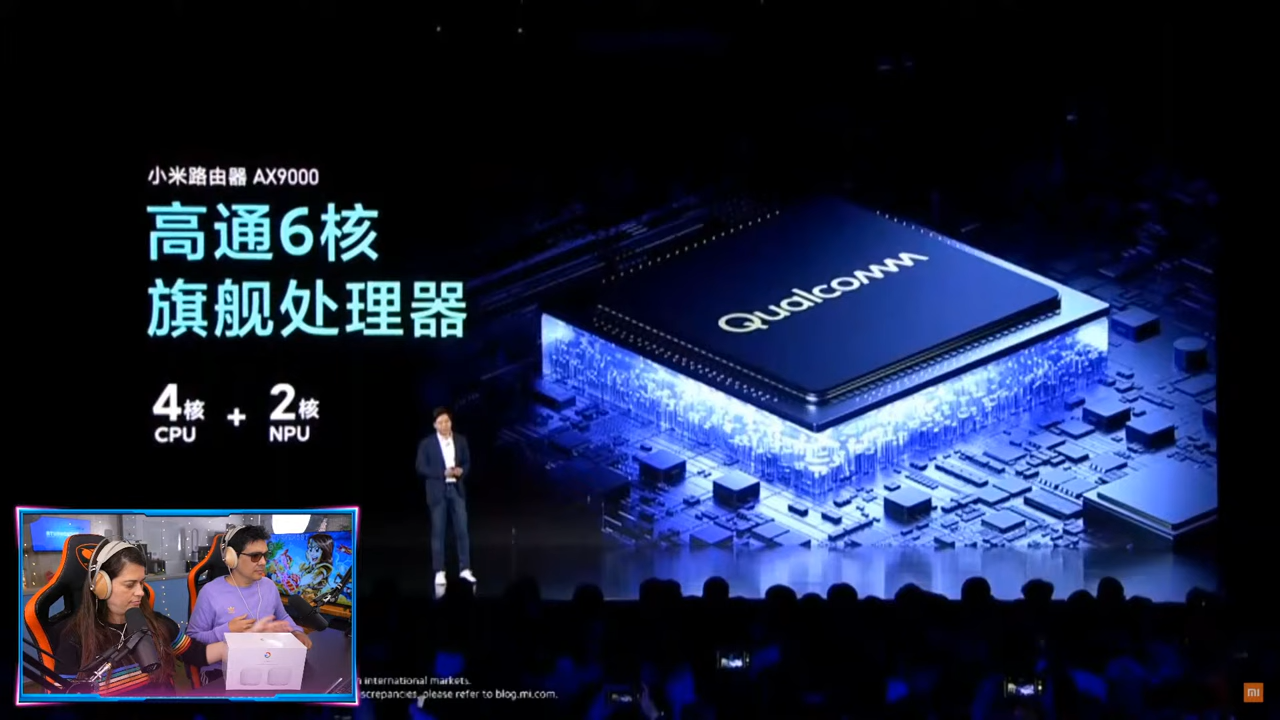 小米路由器 AX9000
高通6核
旗舰处理器
4核 + 2核
CPU NPU
Qualcomm
international markets.
screpancies, please refer to blog.mi.com.
mi